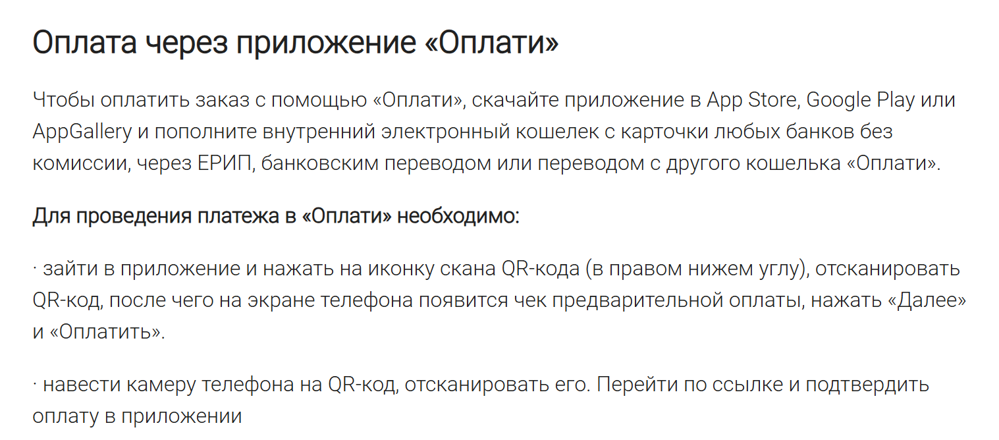 Оплата через приложение «Оплати»
Чтобы оплатить заказ с помощью «Оплати», скачайте приложение в App Store, Google Play или
AppGallery и пополните внутренний электронный кошелек с карточки любых банков без
комиссии, через ЕРИП, банковским переводом или переводом с другого кошелька «Оплати».
Для проведения платежа в «Оплати» необходимо:
· зайти в приложение и нажать на иконку скана QR-кода (в правом нижем углу), отсканировать
QR-код, после чего на экране телефона появится чек предварительной оплаты, нажать «Далее»
и «Оплатить».
· навести камеру телефона на QR-код, отсканировать его. Перейти по ссылке и подтвердить
оплату в приложении